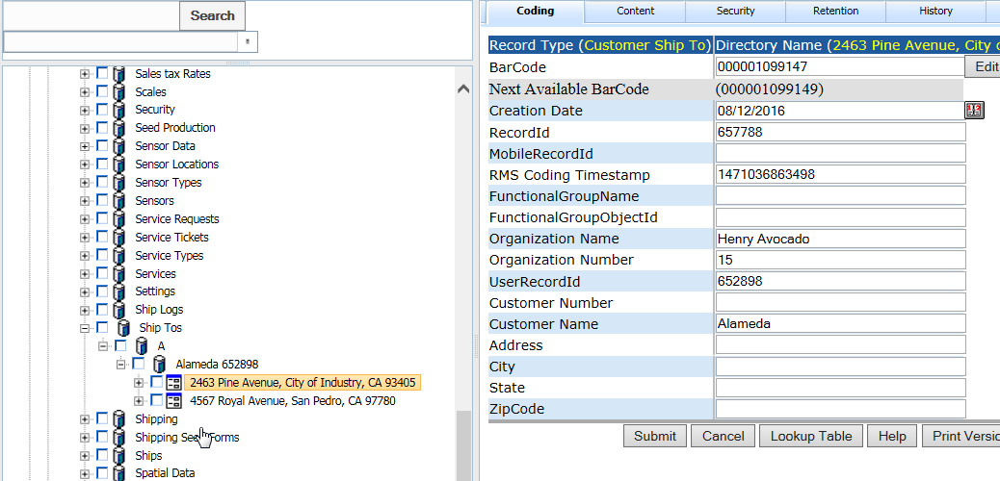 Search
Sales tax Rates
Scales
Security
Seed Production
Sensor Data
Sensor Locations
Sensor Types
Sensors
Service Requests
Service Tickets
Service Types
Services
Settings
Ship Logs
Ship Tos
A
Alameda 652898
2463 Pine Avenue, City of Industry, CA 93405
4567 Royal Avenue, San Pedro, CA 97780
Shipping
Shipping Forms
Ships
Spatial Data
Coding Content Security Retention History
Record Type (Customer Ship To) Directory Name (2463 Pine Avenue, City
BarCode 000001099147 Edit
Next Available BarCode (000001099149)
Creation Date 08/12/2016
RecordId 657788
MobileRecordId
RMS Coding Timestamp 1471036863498
FunctionalGroupName
FunctionalGroupObjectId
Organization Name Henry Avocado
Organization Number 15
UserRecordId 652898
Customer Number
Customer Name Alameda
Address
City
State
ZipCode
Submit Cancel Lookup Table Help Print